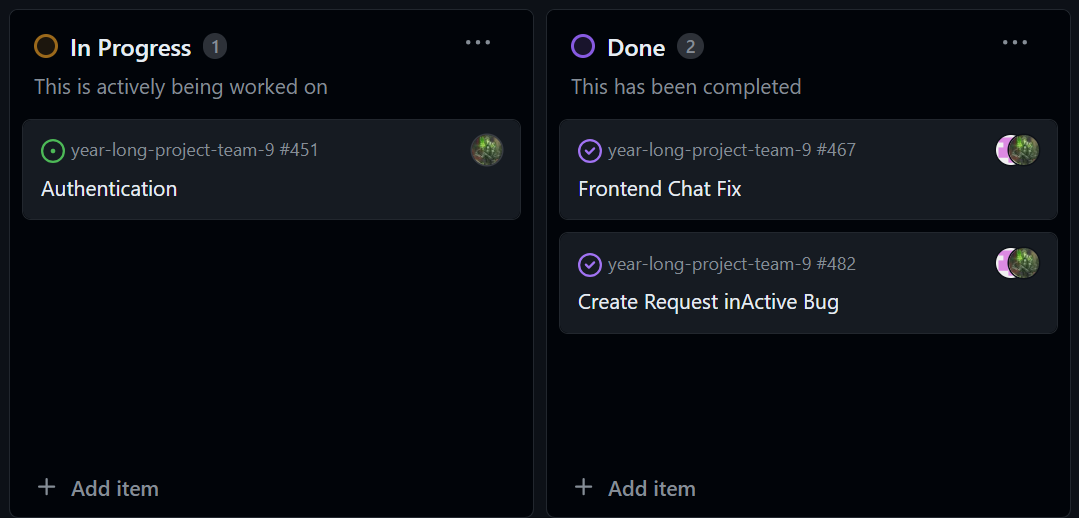 In Progress 1
This is actively being worked on
year-long-project-team-9 #451
Authentication
Add item
Done 2
This has been completed
year-long-project-team-9 #467
Frontend Chat Fix
year-long-project-team-9 #482
Create Request inActive Bug
Add item